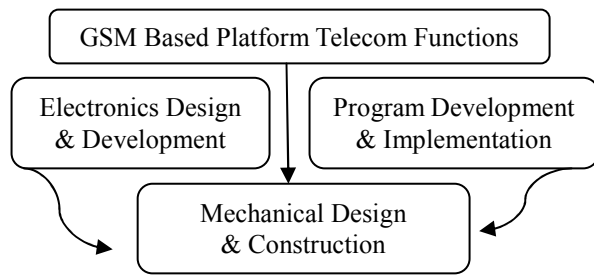 GSM Based Platform Telecom Functions
Electronics Design
& Development
Program Development
& Implementation
Mechanical Design
& Construction